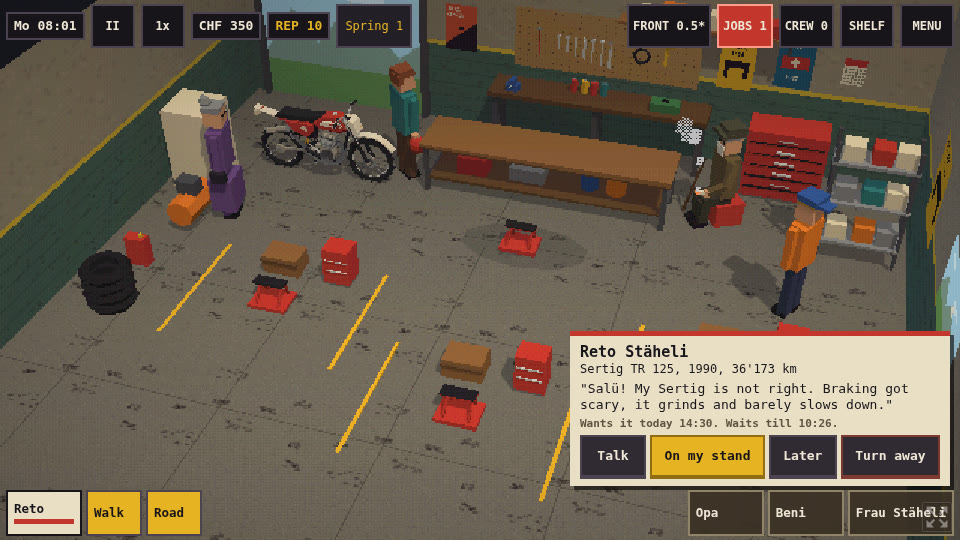 Mo 08:01
II
1x
CHF 350
REP 10
Spring 1
FRONT 0.5*
JOBS 1
CREW 0
SHELF
MENU
Reto Stäheli
Sertig TR 125, 1990, 36'173 km
"Salü! My Sertig is not right. Braking got
scary, it grinds and barely slows down."
Wants it today 14:30. Waits till 10:26.
Talk
On my stand
Later
Turn away
Reto
Walk
Road
Opa
Beni
Frau Stäheli